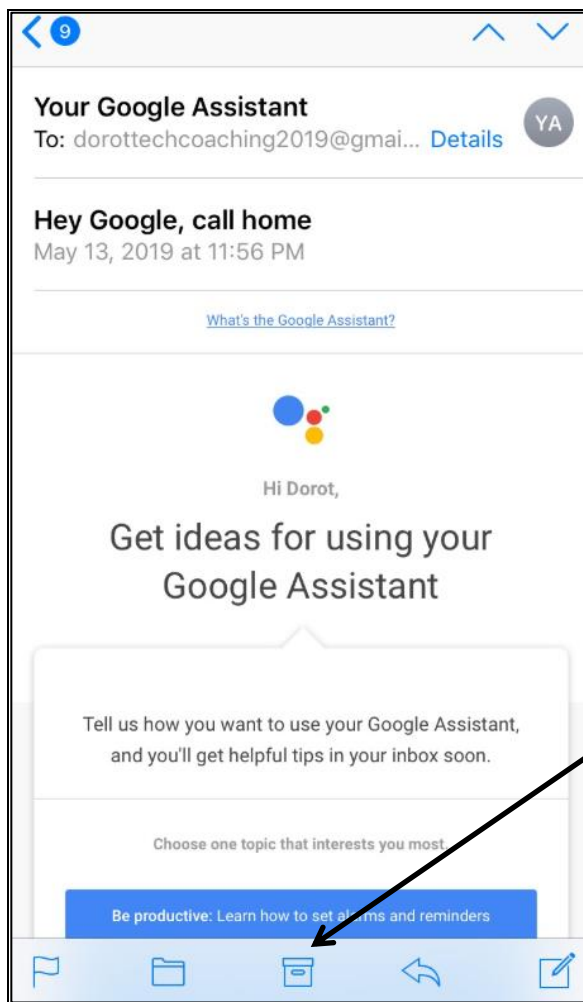 9
Your Google Assistant
YA
To: dorottechcoaching2019@gmai... Details
Hey Google, call home
May 13, 2019 at 11:56 PM
What's the Google Assistant?
Hi Dorot,
Get ideas for using your
Google Assistant
Tell us how you want to use your Google Assistant,
and you'll get helpful tips in your inbox soon.
Choose one topic that interests you most.
Be productive: Learn how to set alarms and reminders